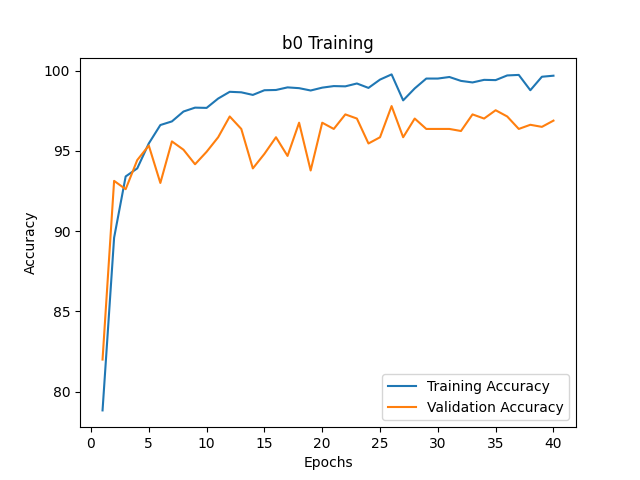 b0 Training
100
95
90
85
80
Accuracy
Training Accuracy
Validation Accuracy
0 5 10 15 20 25 30 35 40
Epochs